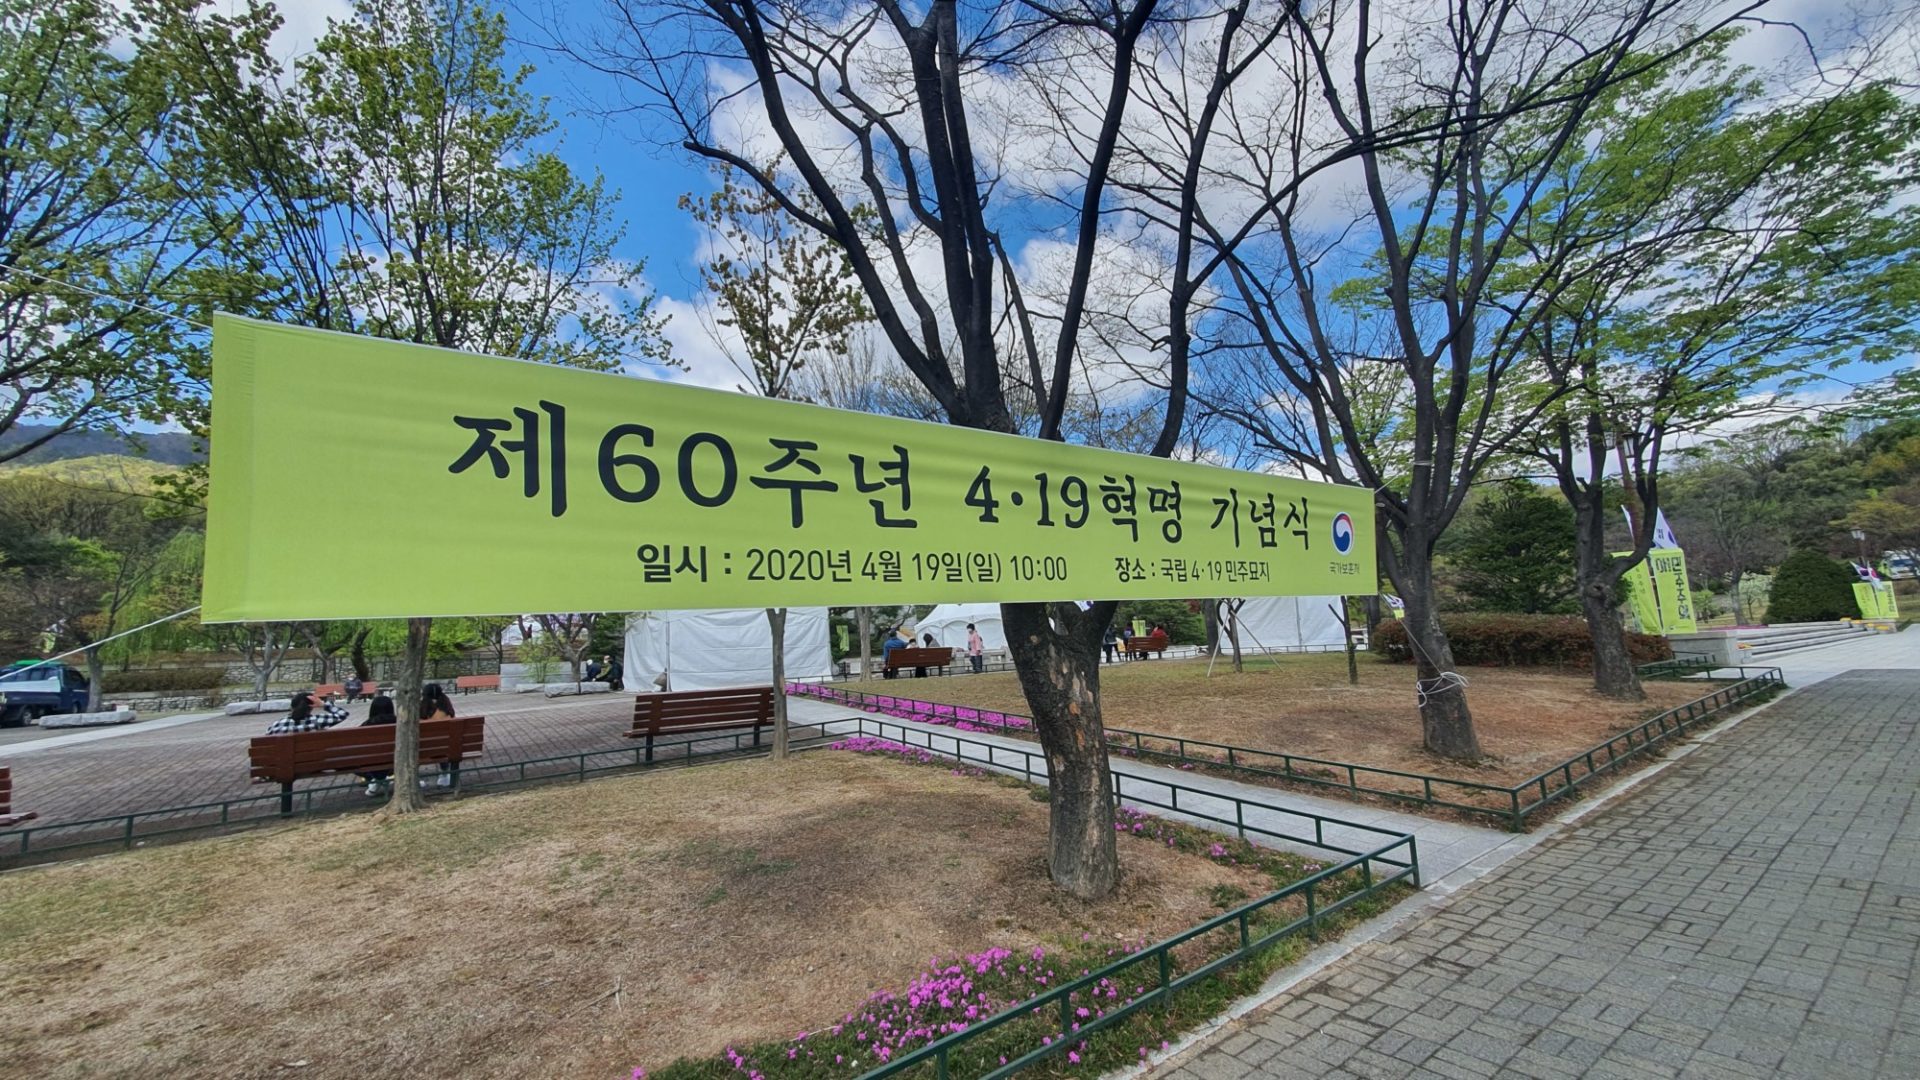 제60주년 4·19혁명 기념식
일시 : 2020년 4월 19일(일) 10:00 장소 : 국립 4·19 민주묘지
국가보훈처